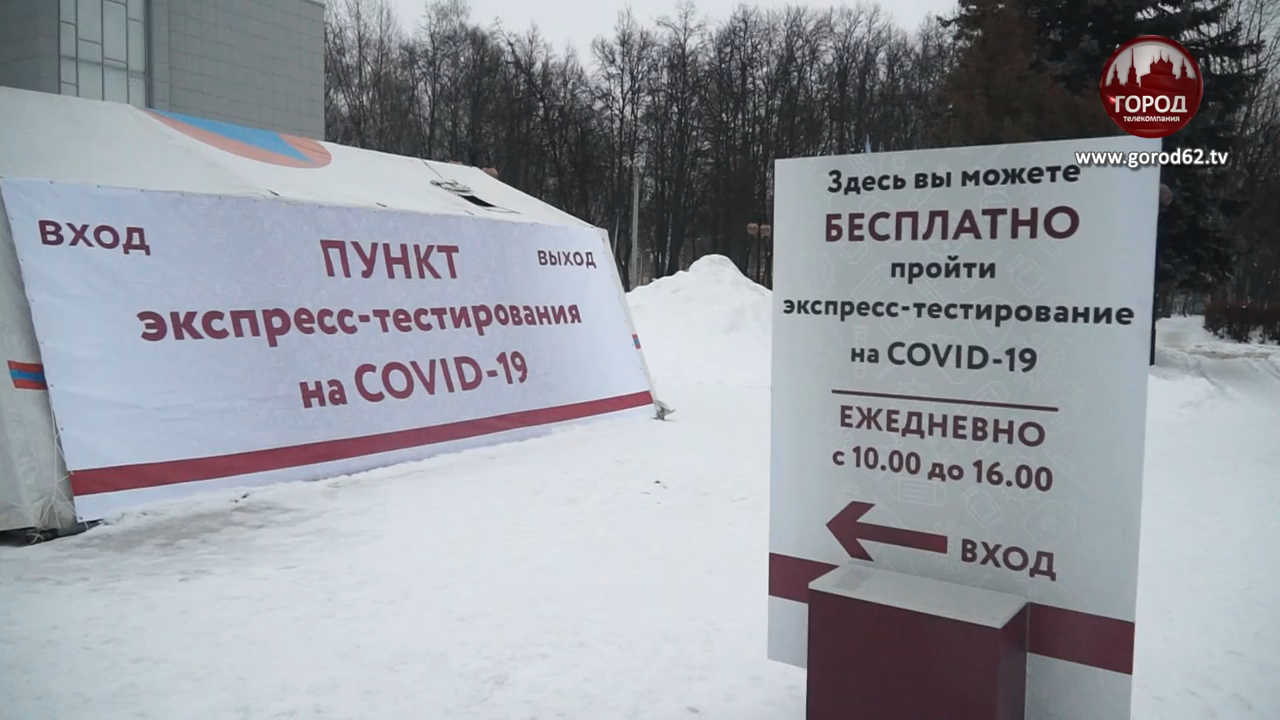 ГОРОД
телекомпания
www.gorod62.tv
ВХОД
ПУНКТ
ВЫХОД
экспресс-тестирования
на COVID-19
Здесь вы можете
БЕСПЛАТНО
пройти
экспресс-тестирование
на COVID-19
ЕЖЕДНЕВНО
с 10.00 до 16.00
ВХОД